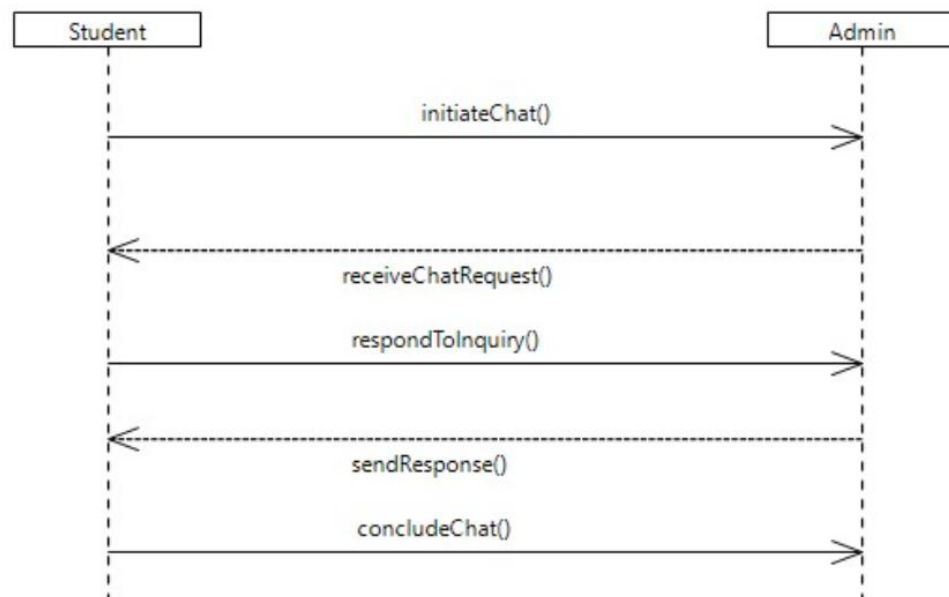 Student
Admin
initiateChat()
receiveChatRequest()
respondToInquiry()
sendResponse()
concludeChat()